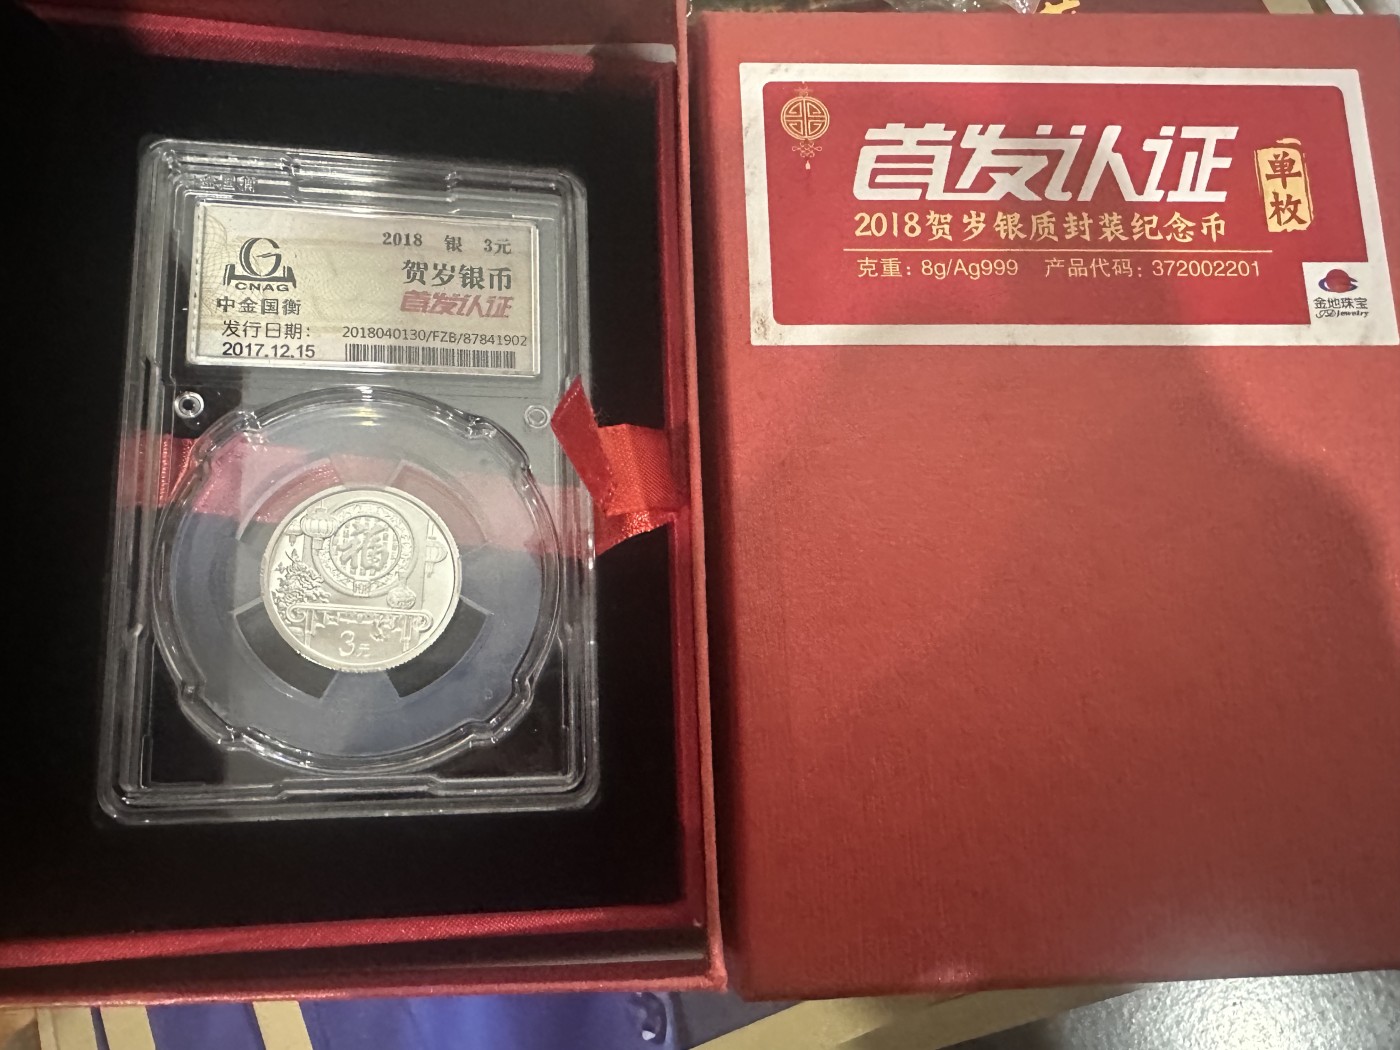 2018 银 3元
贺岁银币
首发认证
CNAG
中金国衡
发行日期：
2017.12.15
2018040130/FZB/87841902
福
3元
首发认证
单枚
2018贺岁银质封装纪念币
克重：8g/Ag999 产品代码：372002201
金地珠宝
JD Jewelry